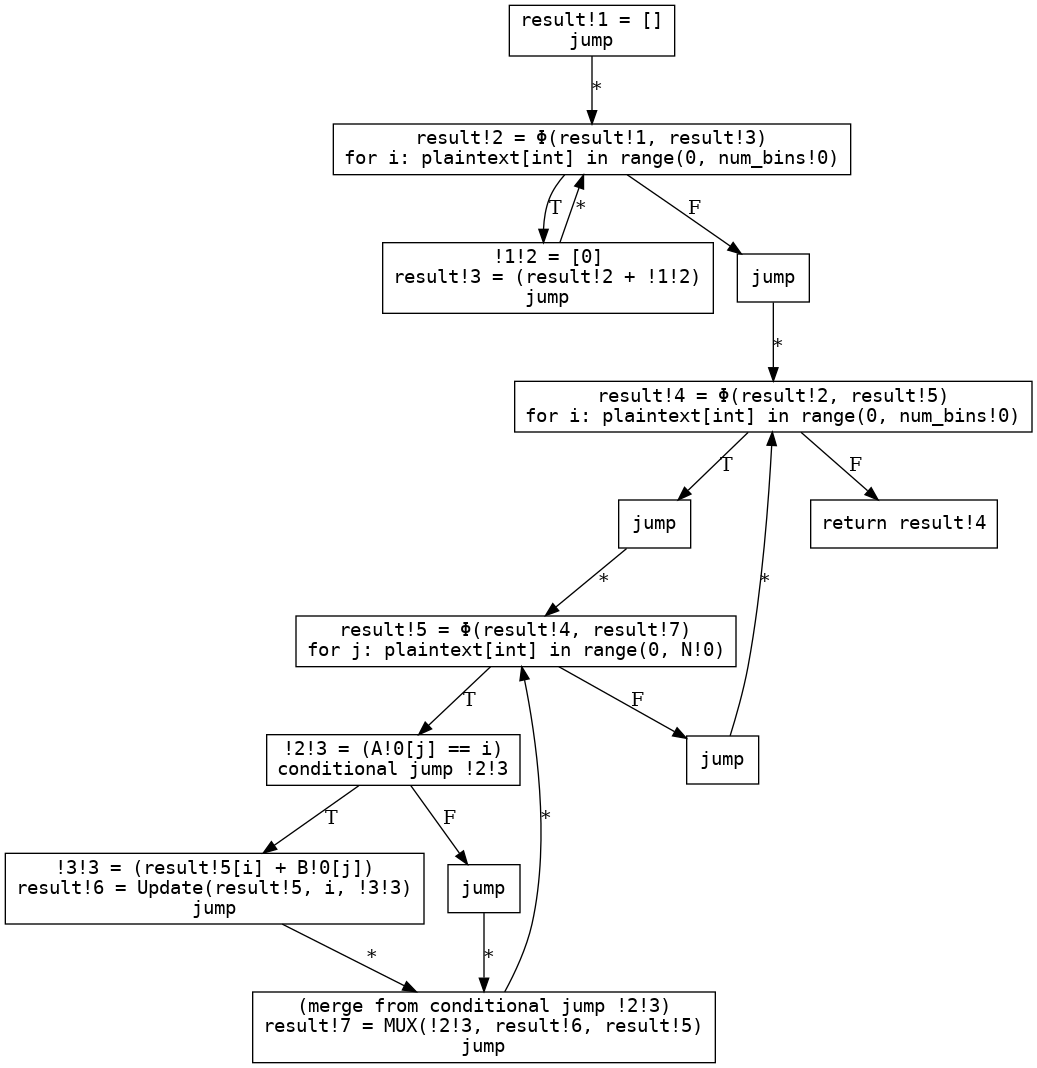 result!1 = []
jump
*
result!2 = Φ(result!1, result!3)
for i: plaintext[int] in range(0, num_bins!0)
T
*
F
!1!2 = [0]
result!3 = (result!2 + !1!2)
jump
jump
*
result!4 = Φ(result!2, result!5)
for i: plaintext[int] in range(0, num_bins!0)
T
F
jump
return result!4
*
*
result!5 = Φ(result!4, result!7)
for j: plaintext[int] in range(0, N!0)
T
F
!2!3 = (A!0[j] == i)
conditional jump !2!3
jump
T
F
*
!3!3 = (result!5[i] + B!0[j])
result!6 = Update(result!5, i, !3!3)
jump
jump
*
*
(merge from conditional jump !2!3)
result!7 = MUX(!2!3, result!6, result!5)
jump